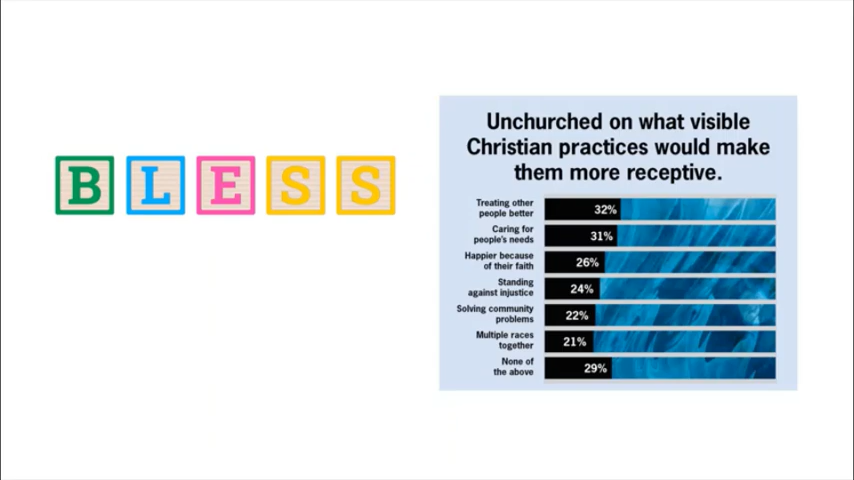 BLESS
Unchurched on what visible
Christian practices would make
them more receptive.
Treating other
people better
32%
Caring for
people's needs
31%
Happier because
of their faith
26%
Standing
against injustice
24%
Solving community
problems
22%
Multiple races
together
21%
None of
the above
29%